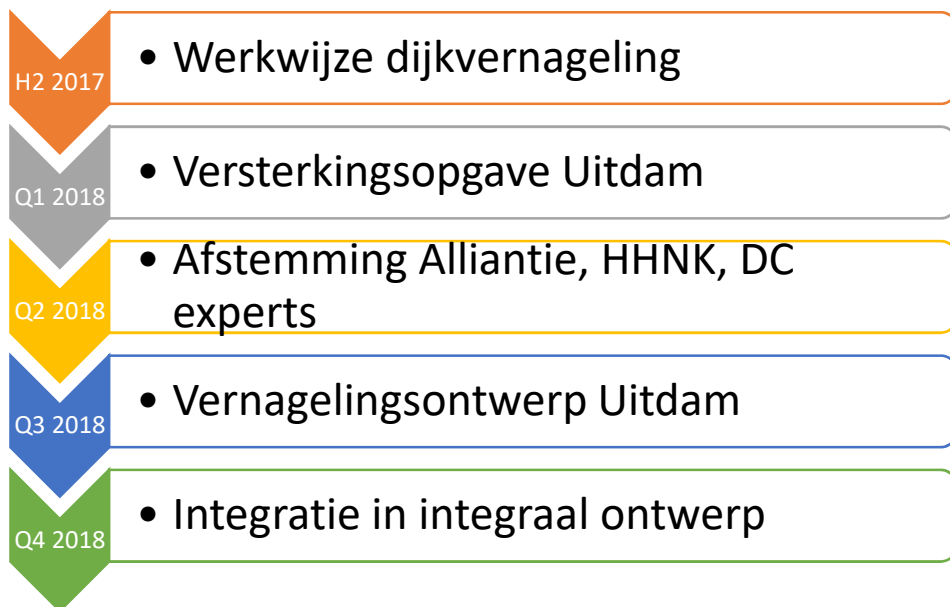 H2 2017
• Werkwijze dijkvernageling
Q1 2018
• Versterkingsopgave Uitdam
Q2 2018
• Afstemming Alliantie, HHNK, DC
experts
Q3 2018
• Vernagelingsontwerp Uitdam
Q4 2018
• Integratie in integraal ontwerp